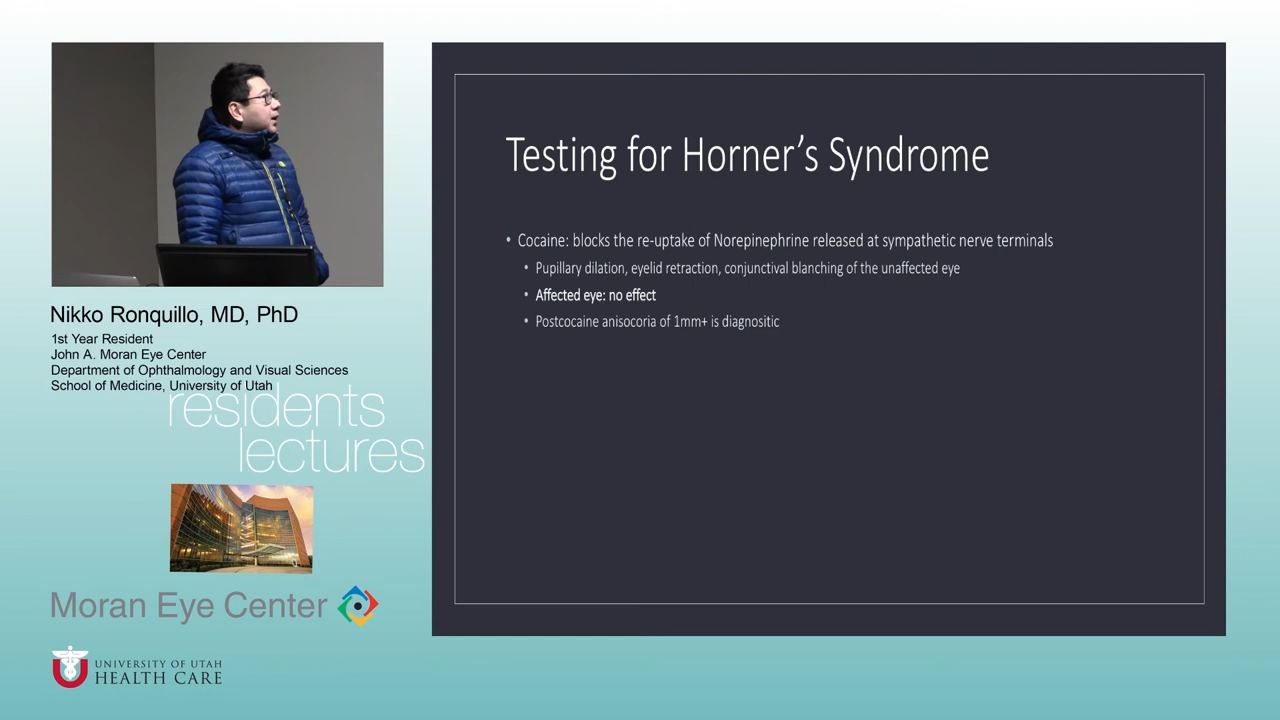 Testing for Horner's Syndrome
• Cocaine: blocks the re-uptake of Norepinephrine released at sympathetic nerve terminals
• Pupillary dilation, eyelid retraction, conjunctival blanching of the unaffected eye
• Affected eye: no effect
• Postcocaine anisocoria of 1mm+ is diagnositic
Nikko Ronquillo, MD, PhD
1st Year Resident
John A. Moran Eye Center
Department of Ophthalmology and Visual Sciences
School of Medicine, University of Utah
residents
lectures
Moran Eye Center
UNIVERSITY OF UTAH
HEALTH CARE